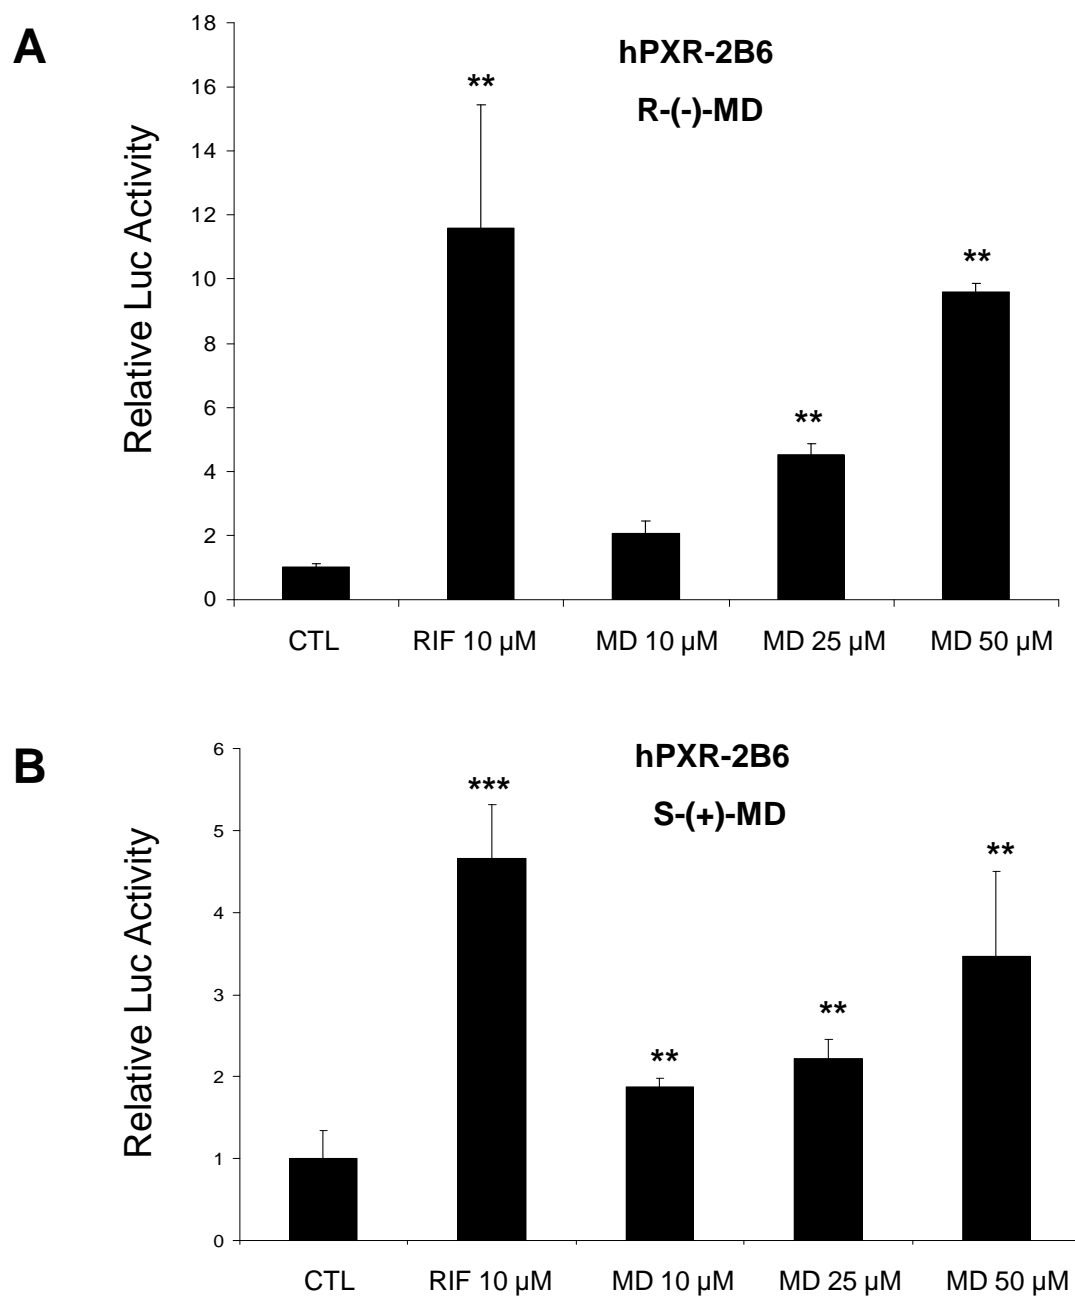 A
hPXR-2B6
R-(-)-MD
Relative Luc Activity
18
16
14
12
10
8
6
4
2
0
**
**
**
CTL RIF 10 µM MD 10 µM MD 25 µM MD 50 µM
B
hPXR-2B6
S-(+)-MD
Relative Luc Activity
6
5
4
3
2
1
0
***
**
**
**
CTL RIF 10 µM MD 10 µM MD 25 µM MD 50 µM